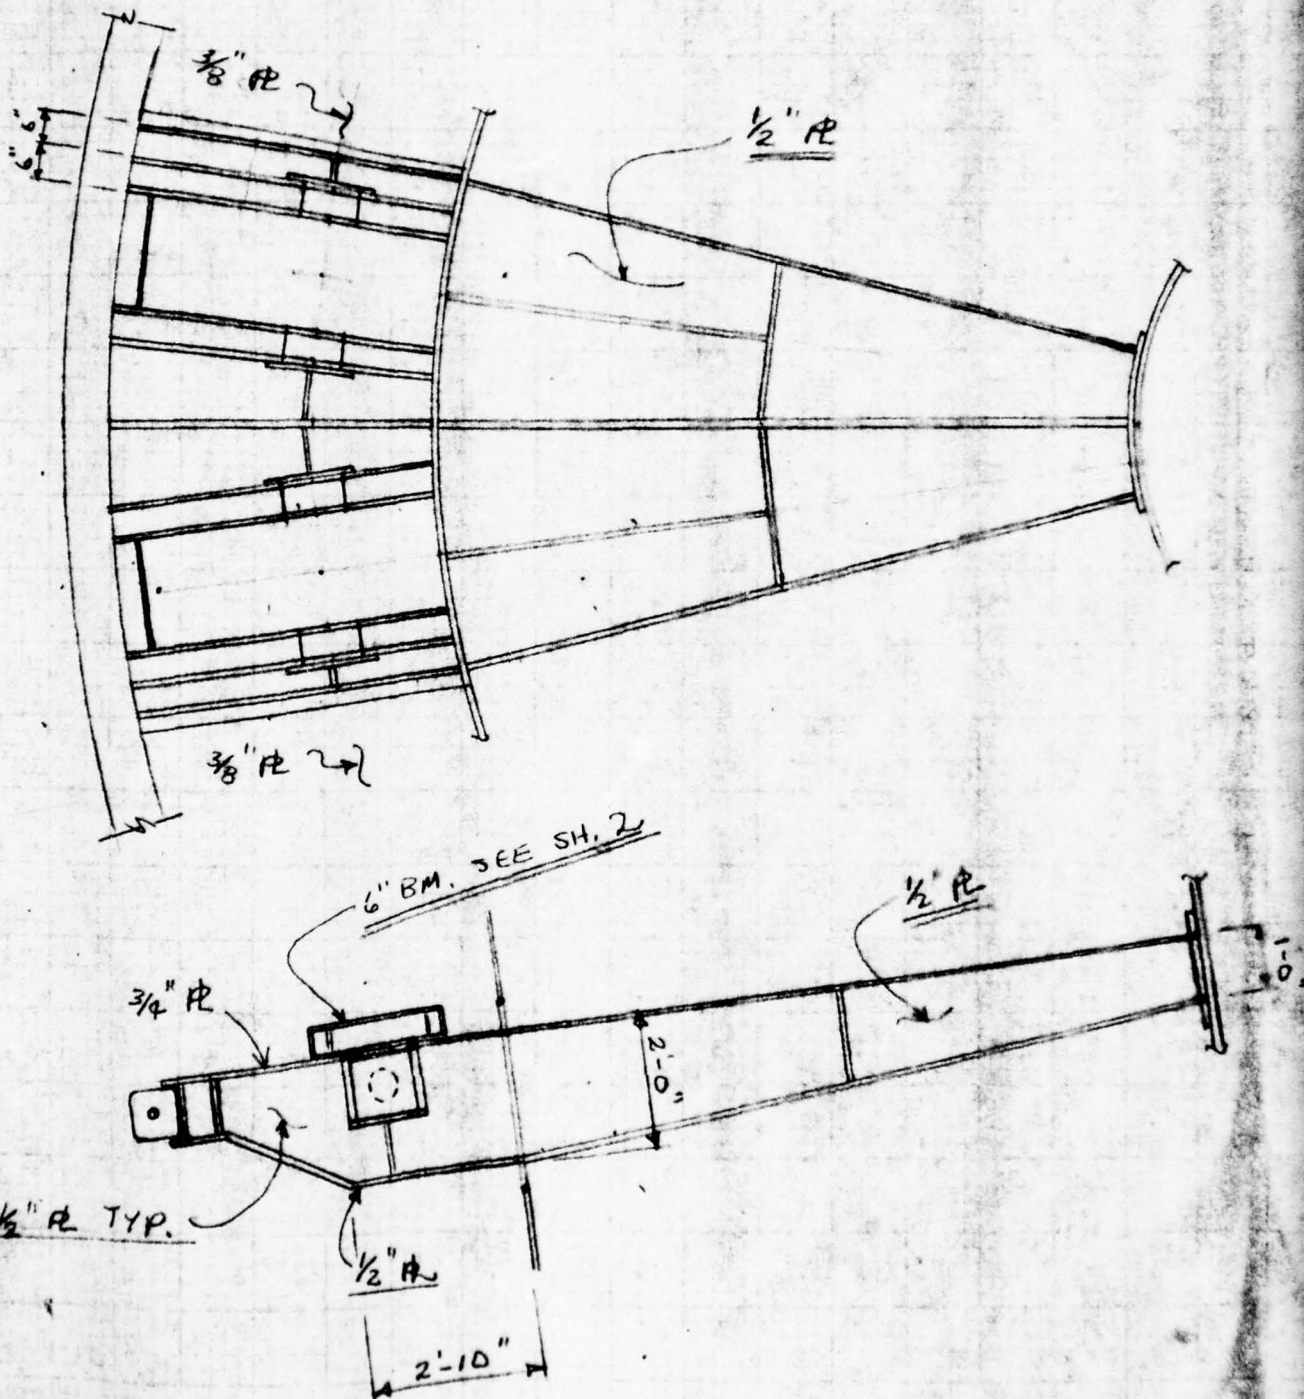 3/8" PL
6"
6"
1/2" PL
3/8" PL
6" BM. SEE SH. 2
1/2" PL
3/4" PL
1'-0"
2'-0"
1/2" PL TYP.
1/2" PL
2'-10"